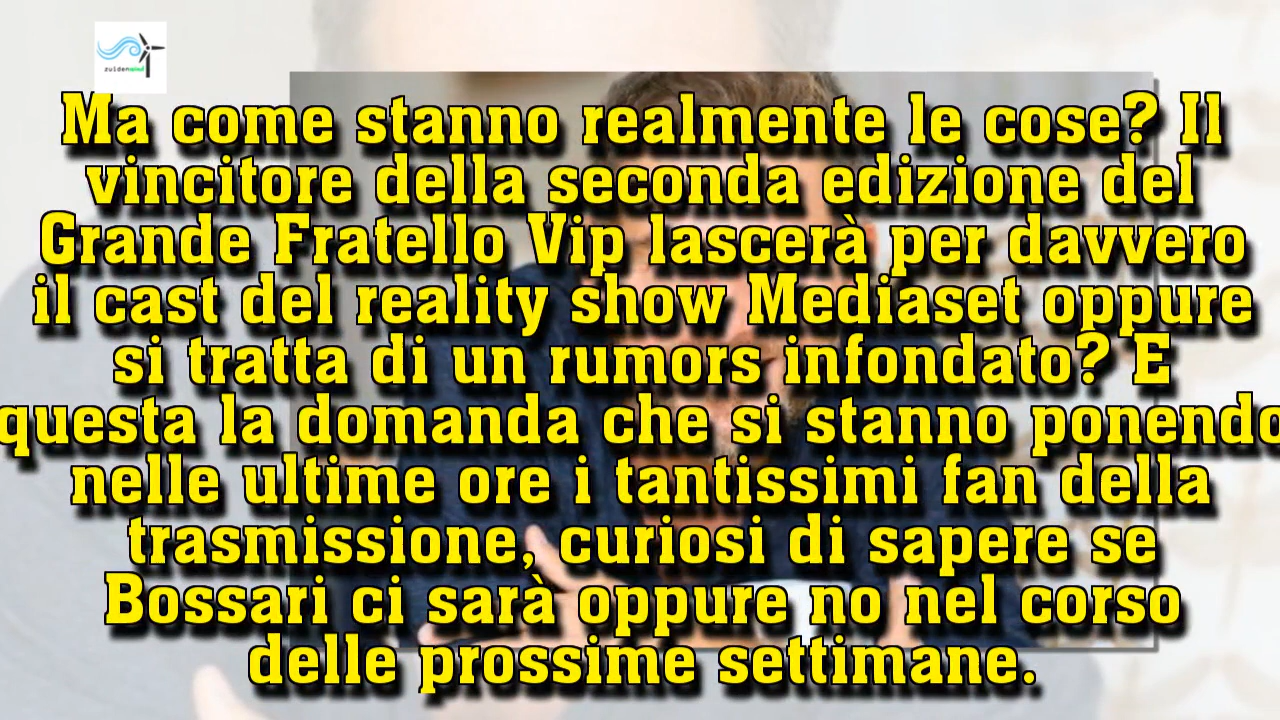 zuidenwind
Ma come stanno realmente le cose? Il
vincitore della seconda edizione del
Grande Fratello Vip lascerà per davvero
il cast del reality show Mediaset oppure
si tratta di un rumors infondato? E
questa la domanda che si stanno ponendo
nelle ultime ore i tantissimi fan della
trasmissione, curiosi di sapere se
Bossari ci sarà oppure no nel corso
delle prossime settimane.